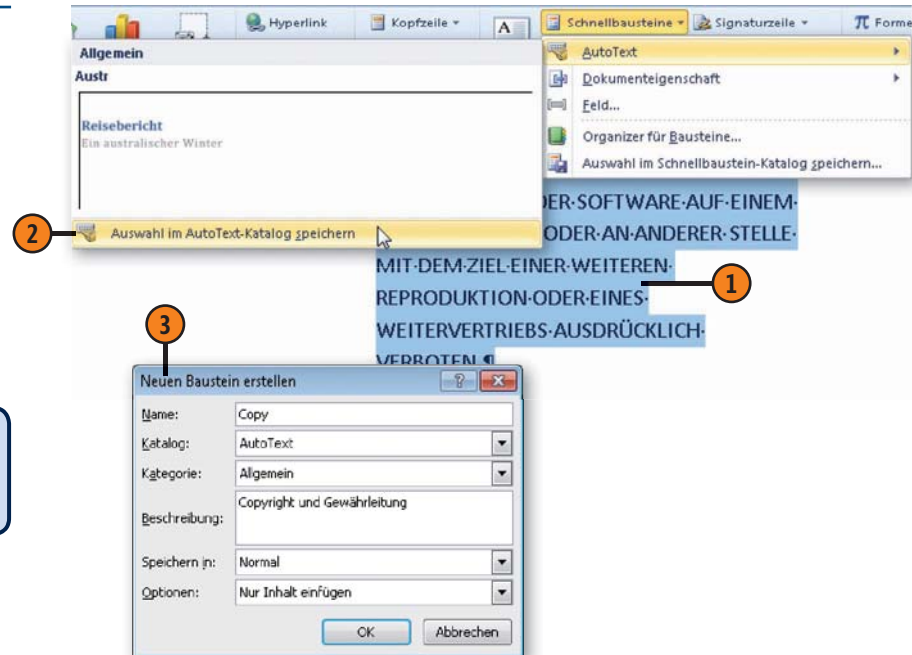 Hyperlink
Kopfzeile
A
Schnellbausteine
Signaturzeile
π Forme
Allgemein
Austr
Reisebericht
Ein australischer Winter
2
Auswahl im AutoText-Katalog speichern
AutoText
Dokumenteigenschaft
Feld...
Organizer für Bausteine...
Auswahl im Schnellbaustein-Katalog speichern...
ER·SOFTWARE·AUF·EINEM·
ODER·AN·ANDERER·STELLE·
MIT·DEM·ZIEL·EINER·WEITEREN·
REPRODUKTION·ODER·EINES·
WEITERVERTRIEBS·AUSDRÜCKLICH·
VERBOTEN.¶
1
3
Neuen Baustein erstellen
Name: Copy
Katalog: AutoText
Kategorie: Allgemein
Beschreibung: Copyright und Gewährleitung
Speichern in: Normal
Optionen: Nur Inhalt einfügen
OK Abbrechen